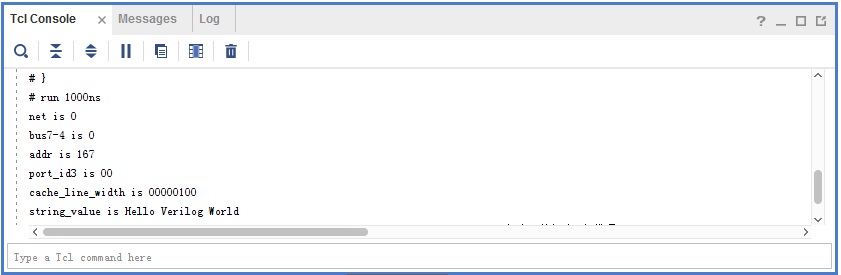 Tcl Console × Messages Log ?
# }
# run 1000ns
net is 0
bus7-4 is 0
addr is 167
port_id3 is 00
cache_line_width is 00000100
string_value is Hello Verilog World
Type a Tcl command here